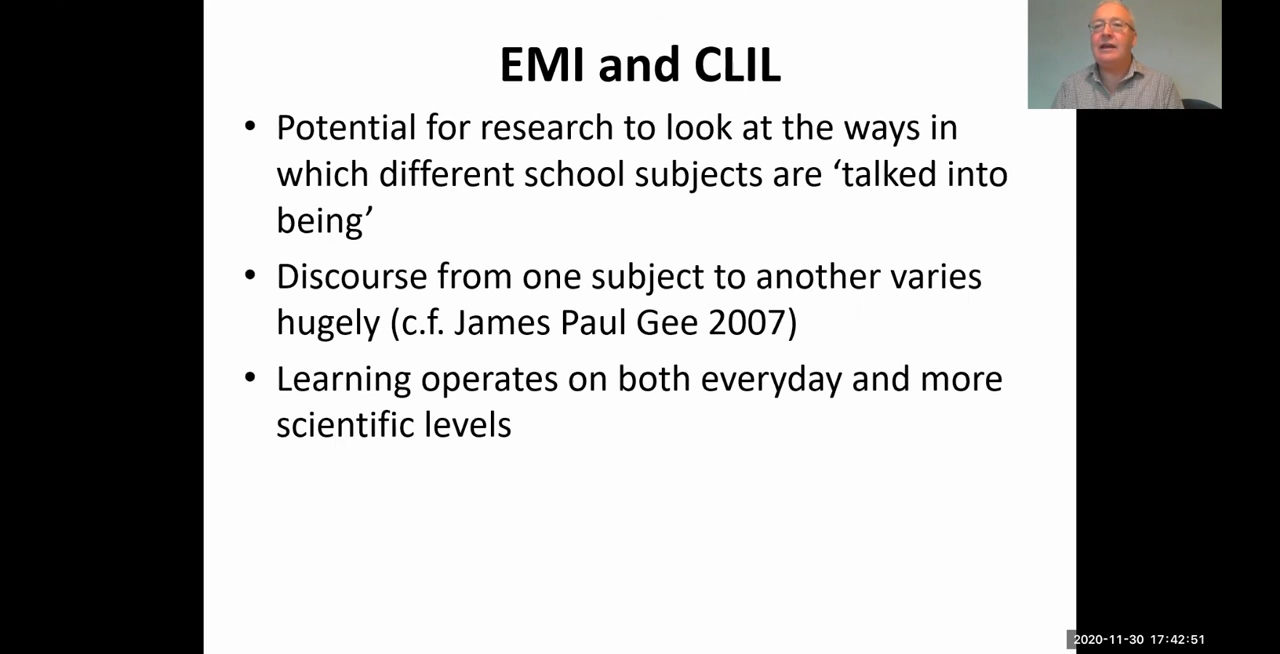 EMI and CLIL
• Potential for research to look at the ways in
which different school subjects are ‘talked into
being’
• Discourse from one subject to another varies
hugely (c.f. James Paul Gee 2007)
• Learning operates on both everyday and more
scientific levels
2020-11-30 17:42:51